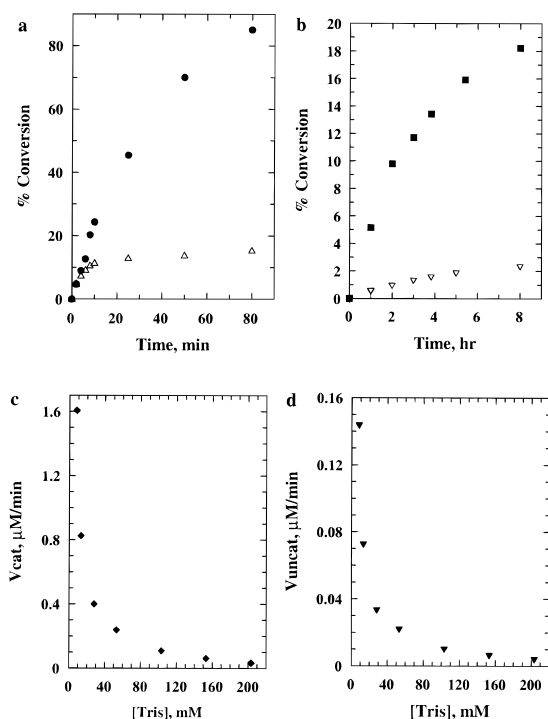 a
% Conversion
80
60
40
20
0
0 20 40 60 80
Time, min
b
% Conversion
20
18
16
14
12
10
8
6
4
2
0
0 2 4 6 8
Time, hr
c
Vcat, μM/min
1.6
1.2
0.8
0.4
0
0 40 80 120 160 200
[Tris], mM
d
Vuncat, μM/min
0.16
0.12
0.08
0.04
0
0 40 80 120 160 200
[Tris], mM